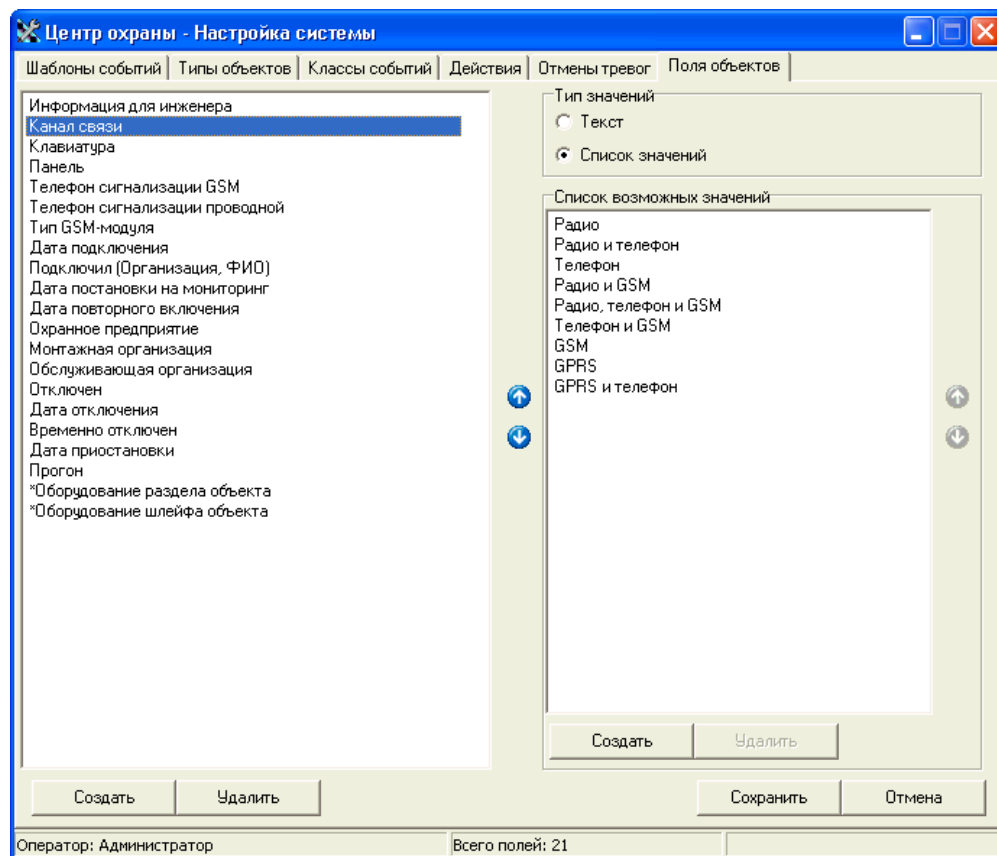 Центр охраны - Настройка системы
Шаблоны событий Типы объектов Классы событий Действия Отмены тревог Поля объектов
Информация для инженера
Канал связи
Клавиатура
Панель
Телефон сигнализации GSM
Телефон сигнализации проводной
Тип GSM-модуля
Дата подключения
Подключил (Организация, ФИО)
Дата постановки на мониторинг
Дата повторного включения
Охранное предприятие
Монтажная организация
Обслуживающая организация
Отключен
Дата отключения
Временно отключен
Дата приостановки
Прогон
*Оборудование раздела объекта
*Оборудование шлейфа объекта
Создать Удалить
Тип значений
Текст
Список значений
Список возможных значений
Радио
Радио и телефон
Телефон
Радио и GSM
Радио, телефон и GSM
Телефон и GSM
GSM
GPRS
GPRS и телефон
Создать Удалить
Сохранить Отмена
Оператор: Администратор Всего полей: 21